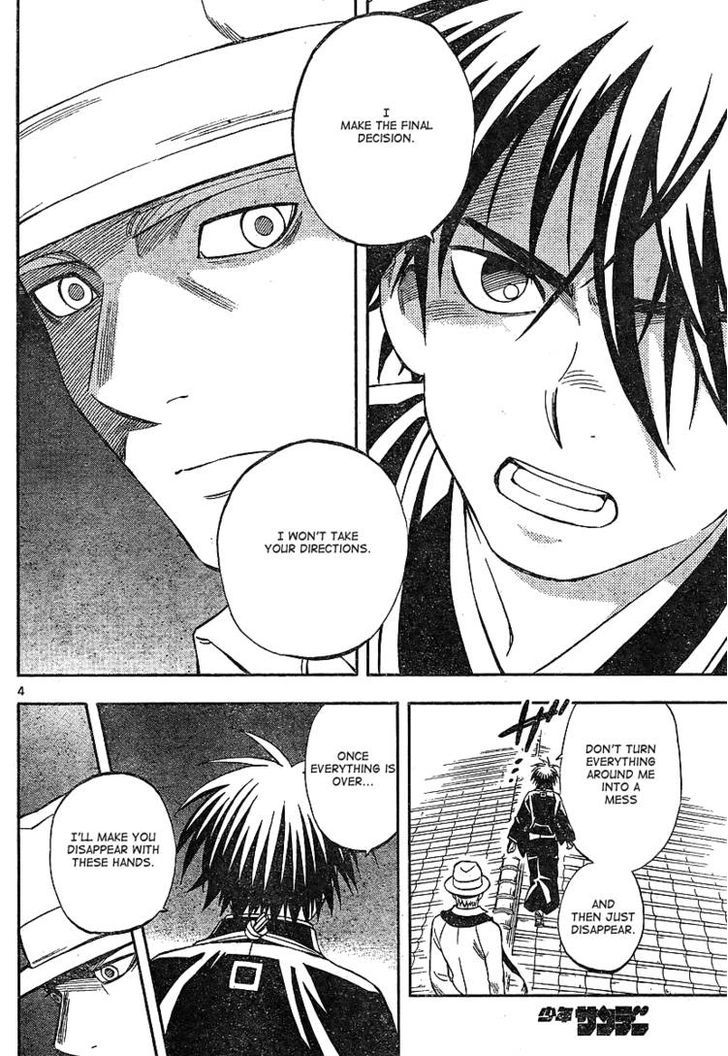 I
MAKE THE FINAL
DECISION.
I WON'T TAKE
YOUR DIRECTIONS.
4
DON'T TURN
EVERYTHING
AROUND ME
INTO A
MESS
AND
THEN JUST
DISAPPEAR.
少年サンデー
ONCE
EVERYTHING IS
OVER...
I'LL MAKE YOU
DISAPPEAR WITH
THESE HANDS.